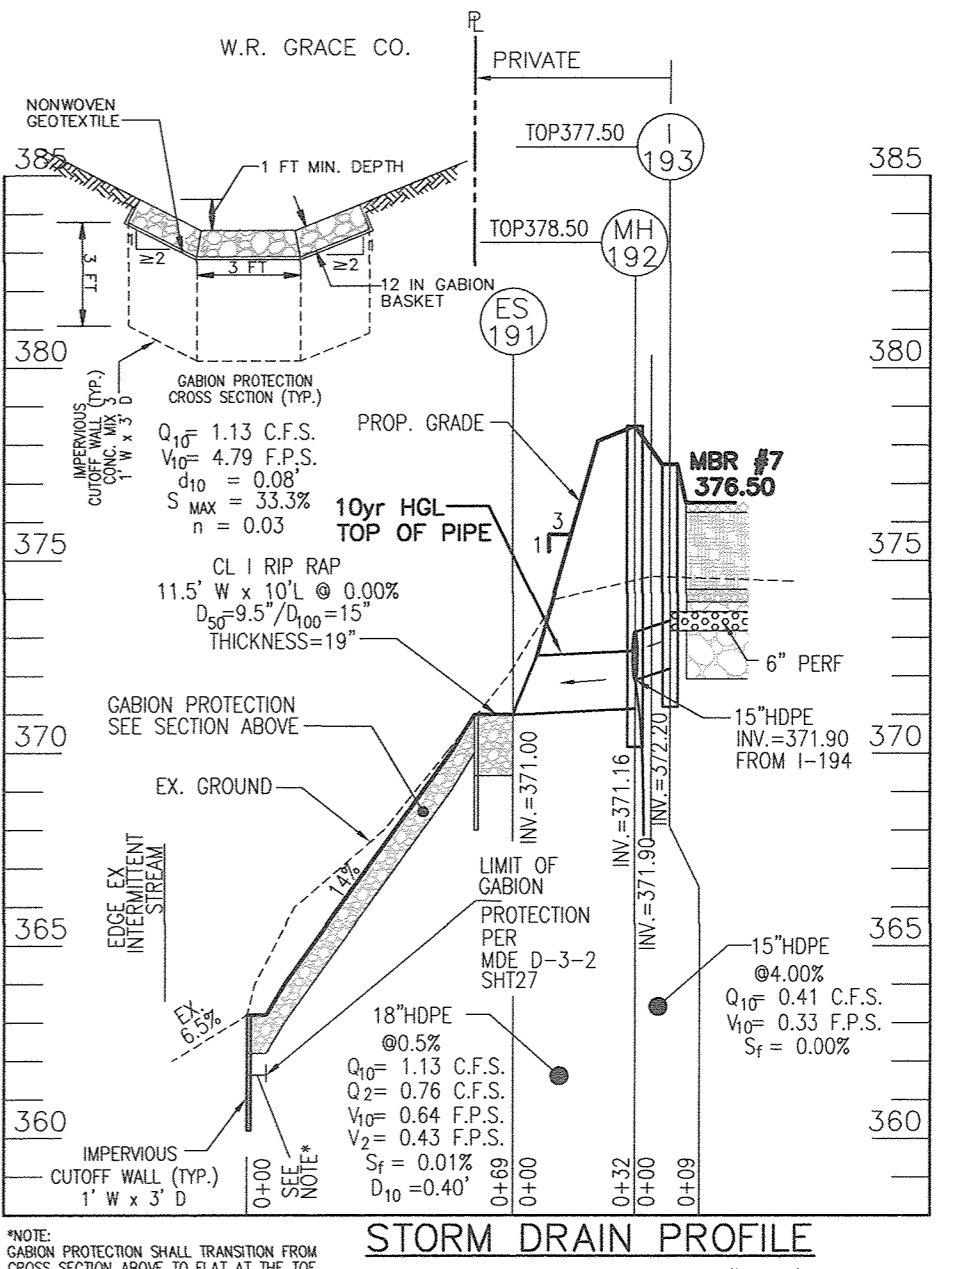 W.R. GRACE CO.
PL
PRIVATE
NONWOVEN
GEOTEXTILE
1 FT MIN. DEPTH
TOP377.50
I
193
385
385
TOP378.50
MH
192
≥2
3 FT
≥2
3 FT
12 IN GABION
BASKET
ES
191
380
380
IMPERVIOUS
CUTOFF WALL (TYP.)
CONC. MIX 3
1' W x 3' D
GABION PROTECTION
CROSS SECTION (TYP.)
Q10= 1.13 C.F.S.
V10= 4.79 F.P.S.
d10 = 0.08'
S MAX = 33.3%
n = 0.03
PROP. GRADE
MBR #7
376.50
10yr HGL
TOP OF PIPE
3
1
375
375
CL I RIP RAP
11.5' W x 10'L @ 0.00%
D50=9.5"/D100=15"
THICKNESS=19"
6" PERF
GABION PROTECTION
SEE SECTION ABOVE
15"HDPE
INV.=371.90
FROM I-194
370
370
INV.=371.00
INV.=371.16
INV.=371.90
INV.=372.20
EX. GROUND
14%
EDGE EX
INTERMITTENT
STREAM
LIMIT OF
GABION
PROTECTION
PER
MDE D-3-2
SHT27
365
365
15"HDPE
@4.00%
Q10= 0.41 C.F.S.
V10= 0.33 F.P.S.
Sf = 0.00%
EX.
6.5%
18"HDPE
@0.5%
Q10= 1.13 C.F.S.
Q2= 0.76 C.F.S.
V10= 0.64 F.P.S.
V2= 0.43 F.P.S.
Sf = 0.01%
D10 =0.40'
360
360
IMPERVIOUS
CUTOFF WALL (TYP.)
1' W x 3' D
0+00
SEE
NOTE*
0+69
0+00
0+32
0+00
0+09
*NOTE:
GABION PROTECTION SHALL TRANSITION FROM
CROSS SECTION ABOVE TO FLAT AT THE TOE
STORM DRAIN PROFILE